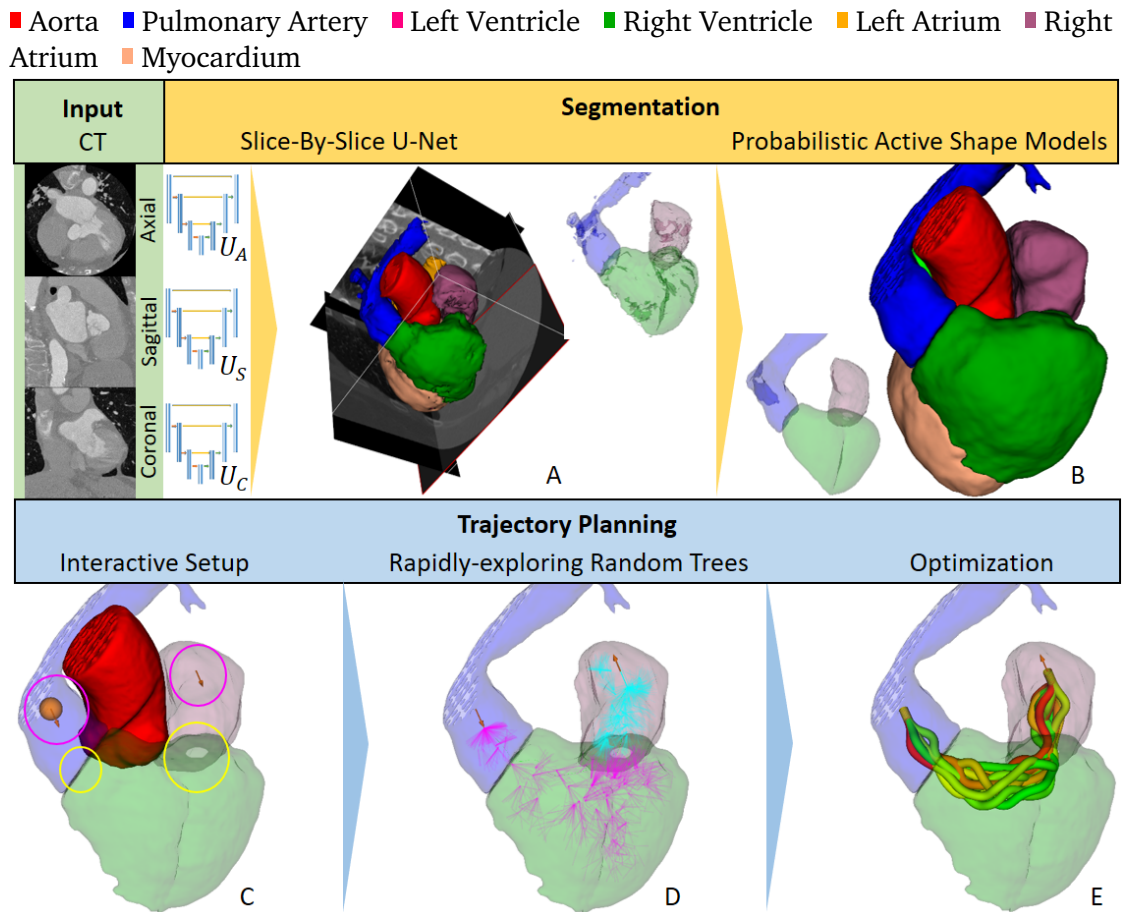 Aorta Pulmonary Artery Left Ventricle Right Ventricle Left Atrium Right
Atrium Myocardium
Input
CT
Segmentation
Slice-By-Slice U-Net
Probabilistic Active Shape Models
Axial
U_A
Sagittal
U_S
Coronal
U_C
A
B
Trajectory Planning
Interactive Setup
Rapidly-exploring Random Trees
Optimization
C
D
E